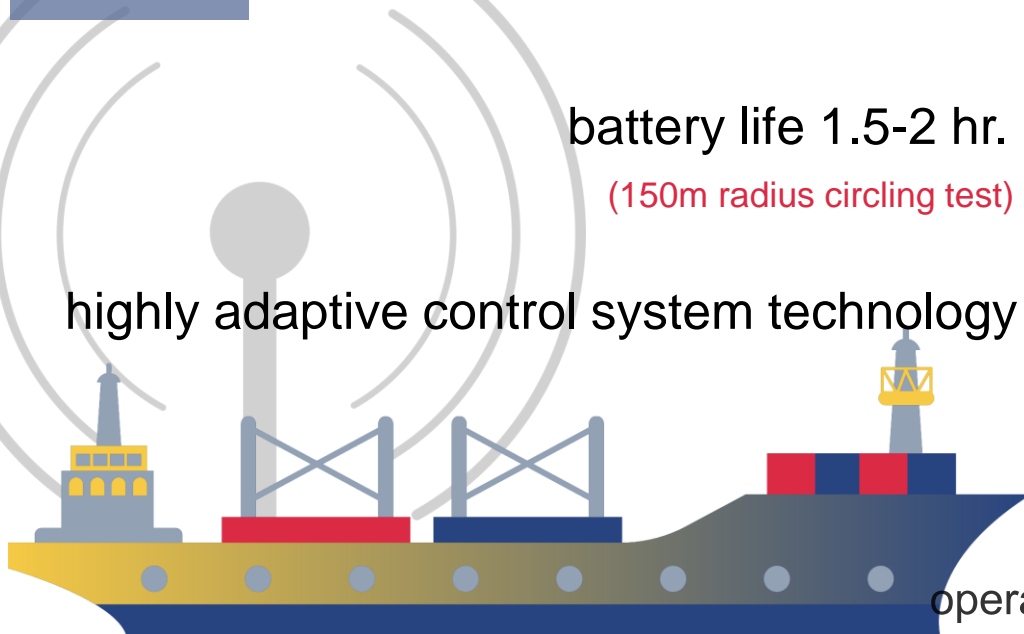 battery life 1.5-2 hr.
(150m radius circling test)
highly adaptive control system technology